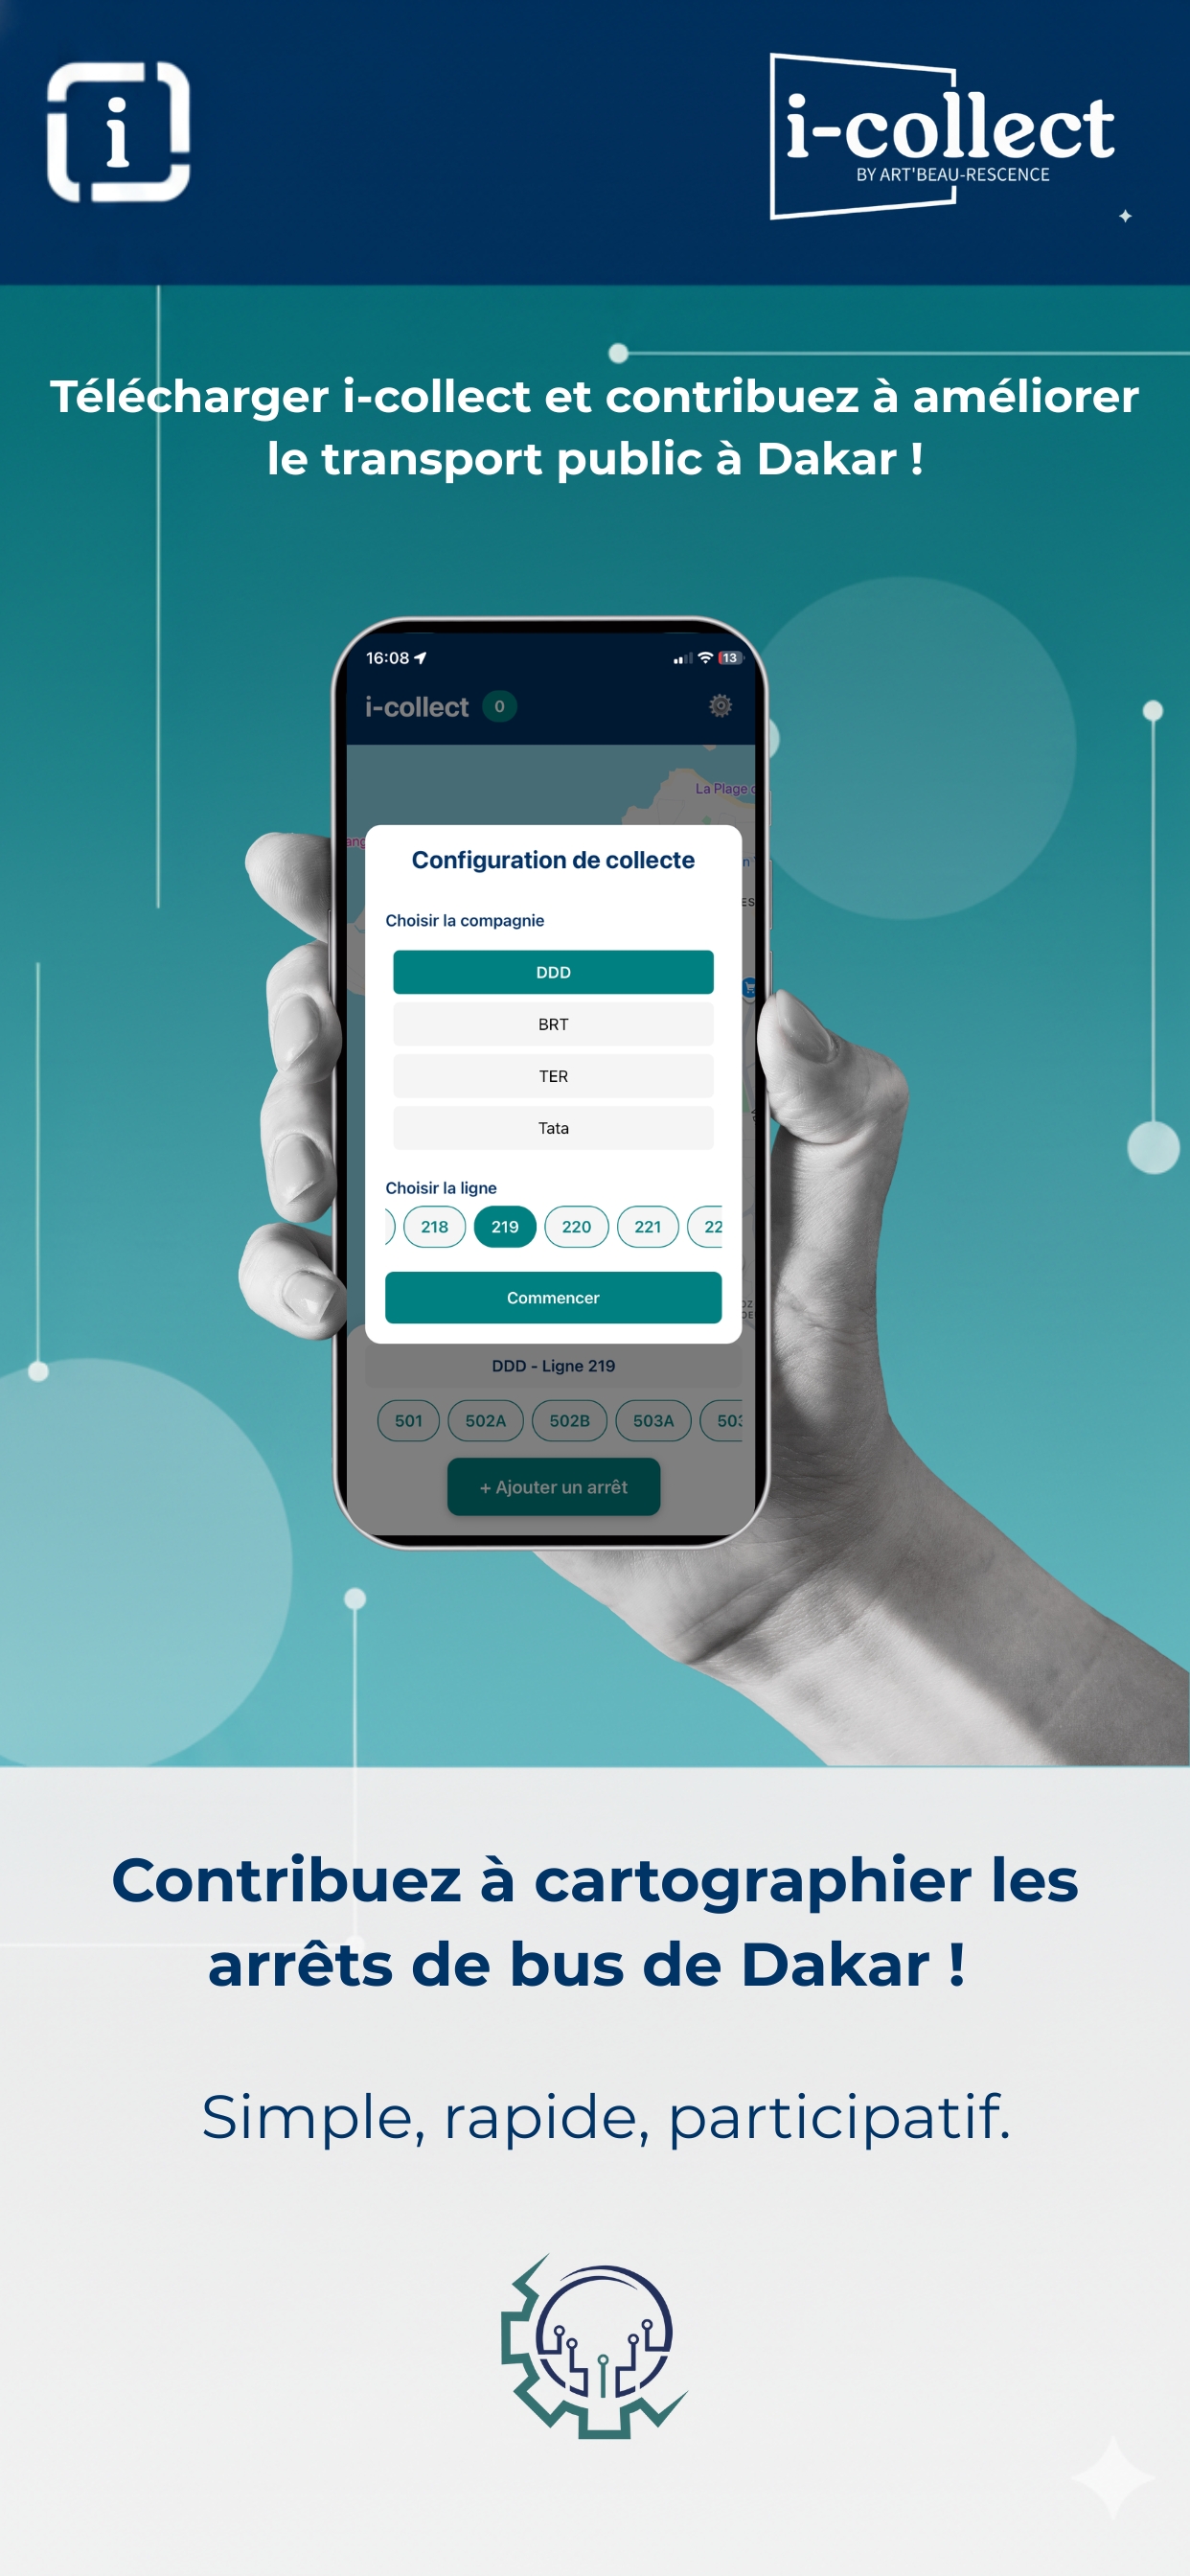 i
i-collect
BY ART'BEAU-RESCENCE
Télécharger i-collect et contribuez à améliorer
le transport public à Dakar !
16:08
13
i-collect 0
La Plage
Configuration de collecte
Choisir la compagnie
DDD
BRT
TER
Tata
Choisir la ligne
218 219 220 221 22
Commencer
DDD - Ligne 219
501 502A 502B 503A 503
+ Ajouter un arrêt
Contribuez à cartographier les
arrêts de bus de Dakar !
Simple, rapide, participatif.